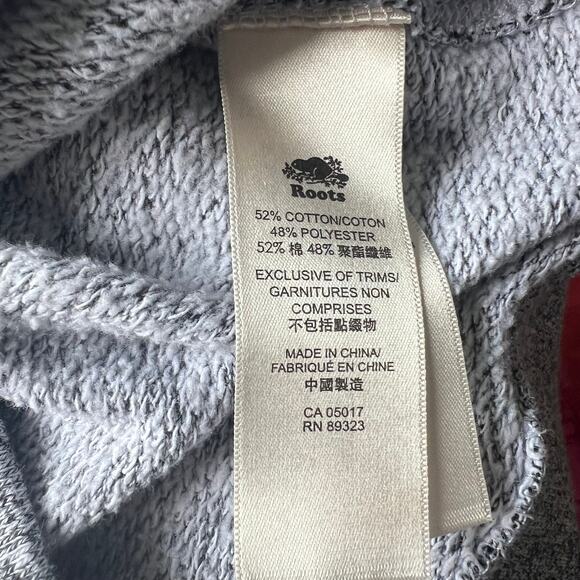 Roots
52% COTTON/COTON
48% POLYESTER
52% 棉 48% 聚酯纖維
EXCLUSIVE OF TRIMS/
GARNITURES NON
COMPRISES
不包括點綴物
MADE IN CHINA/
FABRIQUÉ EN CHINE
中國製造
CA 05017
RN 89323